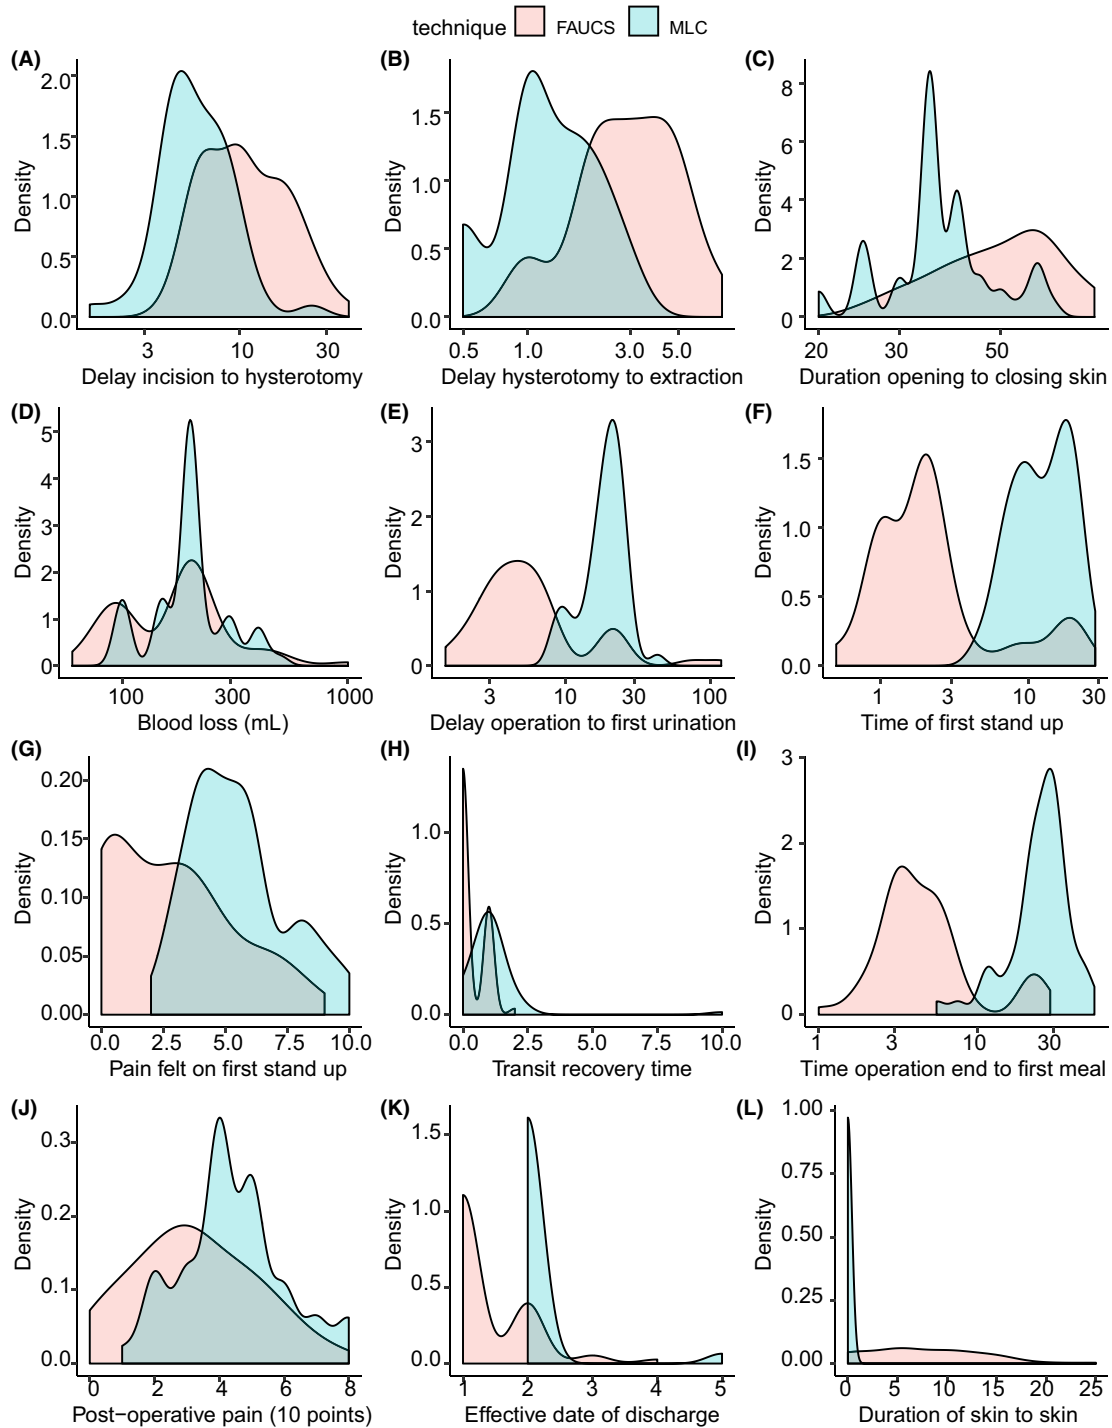 technique FAUCS MLC
(A) (B) (C)
2.0
1.5
1.0
0.5
0.0
Density
3 10 30
Delay incision to hysterotomy
1.5
1.0
0.5
0.0
Density
0.5 1.0 3.0 5.0
Delay hysterotomy to extraction
8
6
4
2
0
Density
20 30 50
Duration opening to closing skin
(D) (E) (F)
5
4
3
2
1
0
Density
100 300 1000
Blood loss (mL)
3
2
1
0
Density
3 10 30 100
Delay operation to first urination
1.5
1.0
0.5
0.0
Density
1 3 10 30
Time of first stand up
(G) (H) (I)
0.20
0.15
0.10
0.05
0.00
Density
0.0 2.5 5.0 7.5 10.0
Pain felt on first stand up
1.0
0.5
0.0
Density
0.0 2.5 5.0 7.5 10.0
Transit recovery time
3
2
1
0
Density
1 3 10 30
Time operation end to first meal
(J) (K) (L)
0.3
0.2
0.1
0.0
Density
0 2 4 6 8
Post−operative pain (10 points)
1.5
1.0
0.5
0.0
Density
1 2 3 4 5
Effective date of discharge
1.00
0.75
0.50
0.25
0.00
Density
0 5 10 15 20 25
Duration of skin to skin